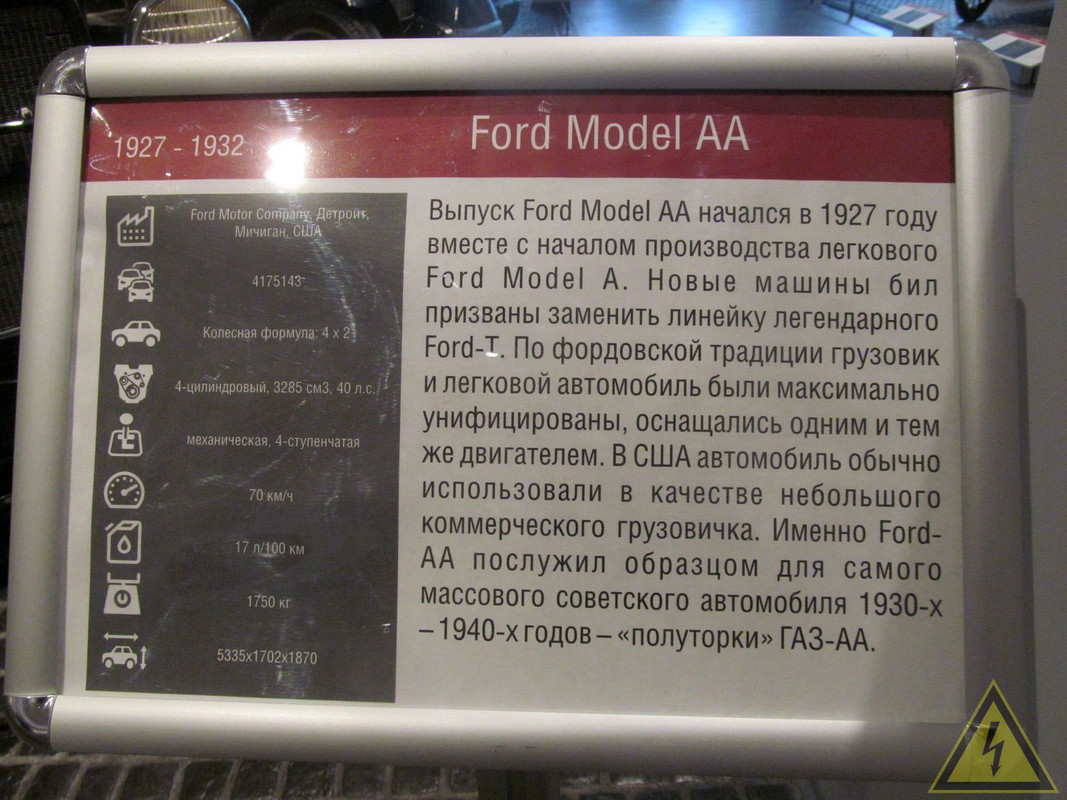 1927 - 1932
Ford Model AA
Ford Motor Company, Детройт,
Мичиган, США
4175143
Колесная формула: 4 x 2
4-цилиндровый, 3285 см3, 40 л.с.
механическая, 4-ступенчатая
70 км/ч
17 л/100 км
1750 кг
5335x1702x1870
Выпуск Ford Model AA начался в 1927 году
вместе с началом производства легкового
Ford Model A. Новые машины бил
призваны заменить линейку легендарного
Ford-T. По фордовской традиции грузовик
и легковой автомобиль были максимально
унифицированы, оснащались одним и тем
же двигателем. В США автомобиль обычно
использовали в качестве небольшого
коммерческого грузовичка. Именно Ford-
AA послужил образцом для самого
массового советского автомобиля 1930-х
– 1940-х годов – «полуторки» ГАЗ-АА.